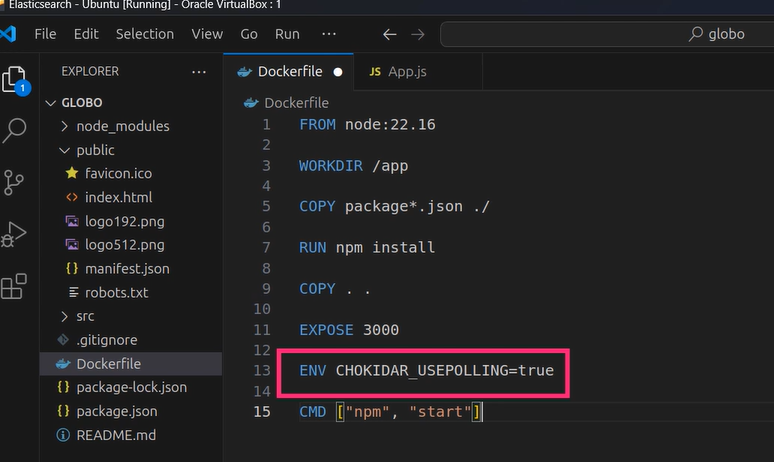 Elasticsearch - Ubuntu [Running] - Oracle VirtualBox : 1
File Edit Selection View Go Run ··· globo
EXPLORER ···
1
Dockerfile
JS App.js
GLOBO
node_modules
public
favicon.ico
<> index.html
logo192.png
logo512.png
{} manifest.json
robots.txt
src
.gitignore
Dockerfile
{} package-lock.json
{} package.json
README.md
Dockerfile
1 FROM node:22.16
2
3 WORKDIR /app
4
5 COPY package*.json ./
6
7 RUN npm install
8
9 COPY . .
10
11 EXPOSE 3000
12
13 ENV CHOKIDAR_USEPOLLING=true
14
15 CMD ["npm", "start"]